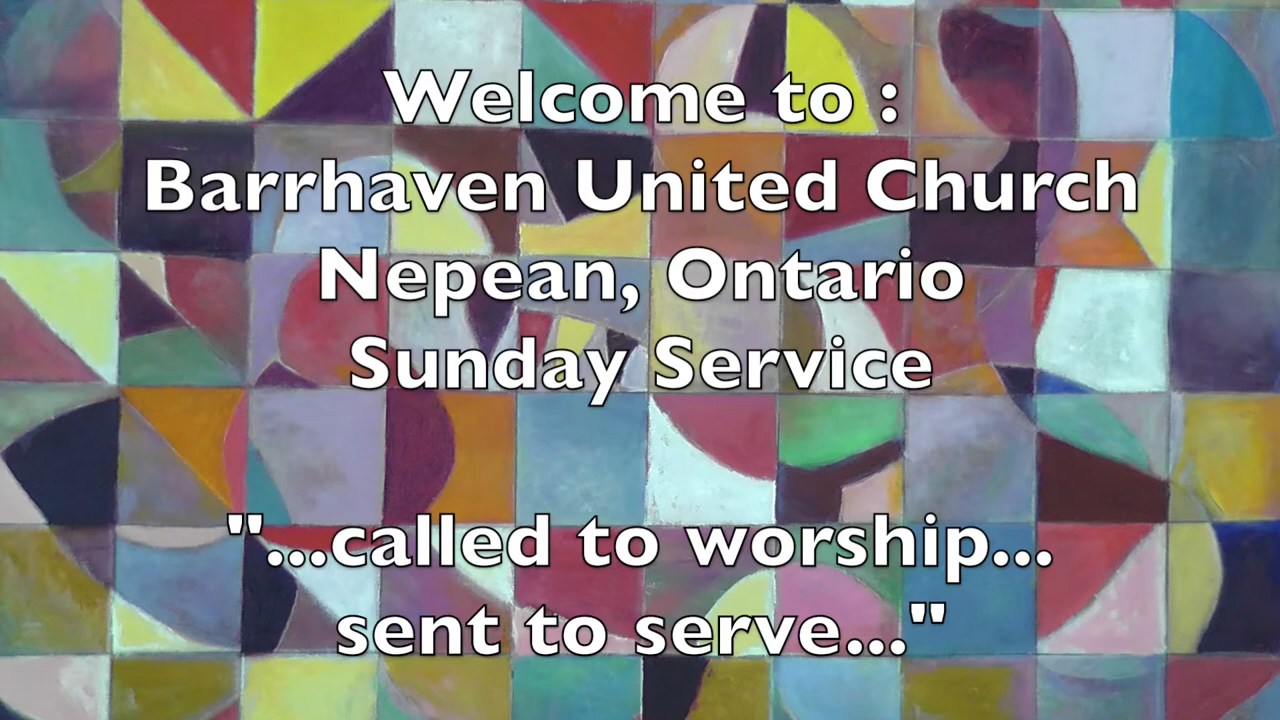 Welcome to :
Barrhaven United Church
Nepean, Ontario
Sunday Service
"...called to worship...
sent to serve..."